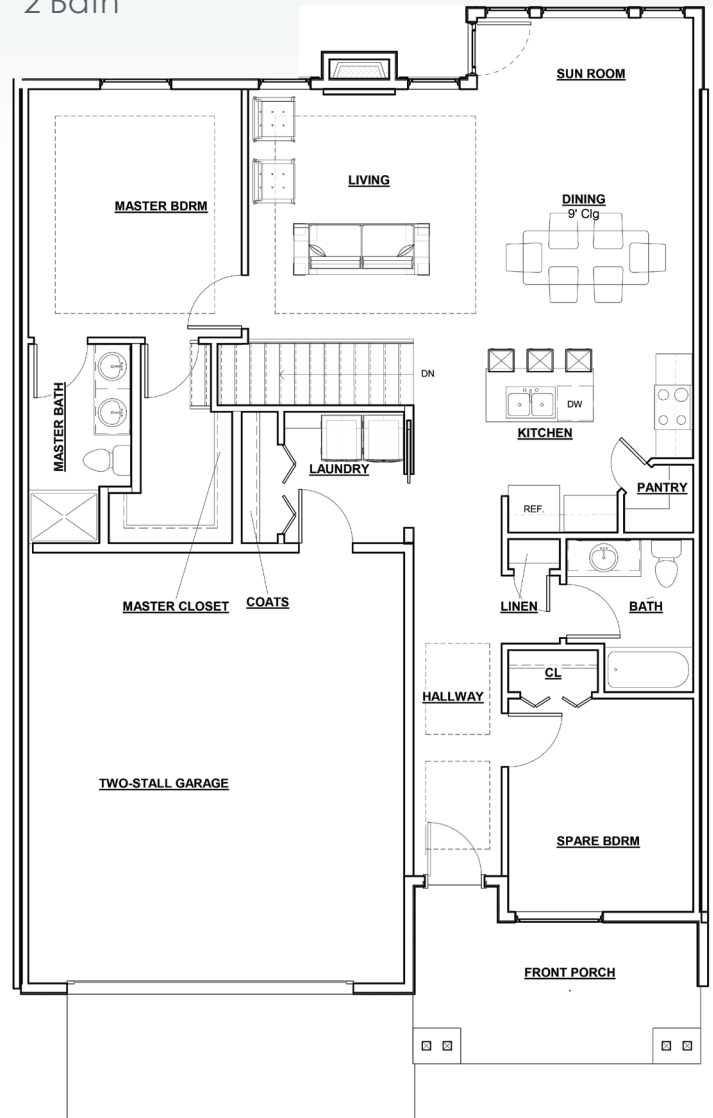 2 Bath
SUN ROOM
LIVING
MASTER BDRM
DINING
9' Clg
DN
DW
MASTER BATH
KITCHEN
LAUNDRY
PANTRY
REF.
MASTER CLOSET
COATS
LINEN
BATH
CL
HALLWAY
TWO-STALL GARAGE
SPARE BDRM
FRONT PORCH